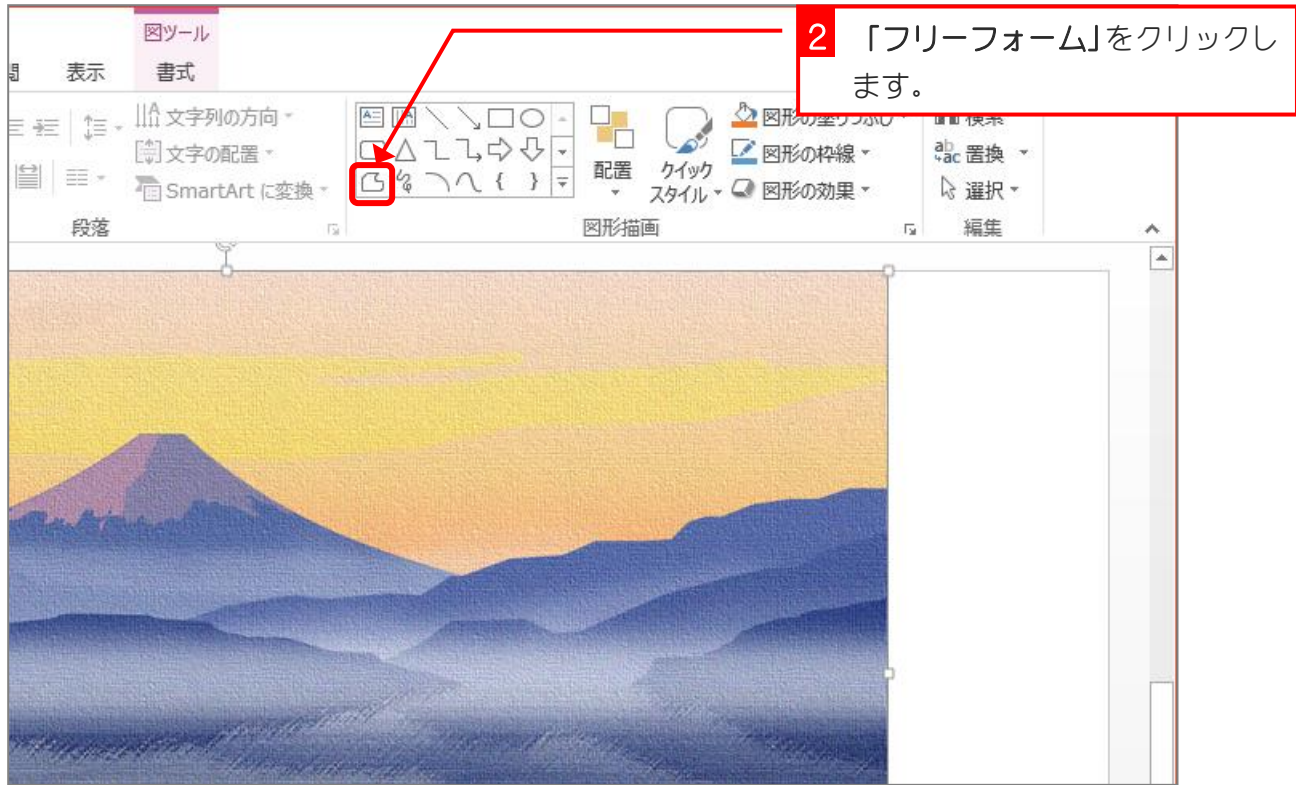 図ツール
2 「フリーフォーム」をクリックし
ます。
表示 書式
文字列の方向
文字の配置
SmartArt に変換
配置
クイック
スタイル
図形の塗りつぶし
図形の枠線
図形の効果
検索
置換
選択
段落
図形描画
編集